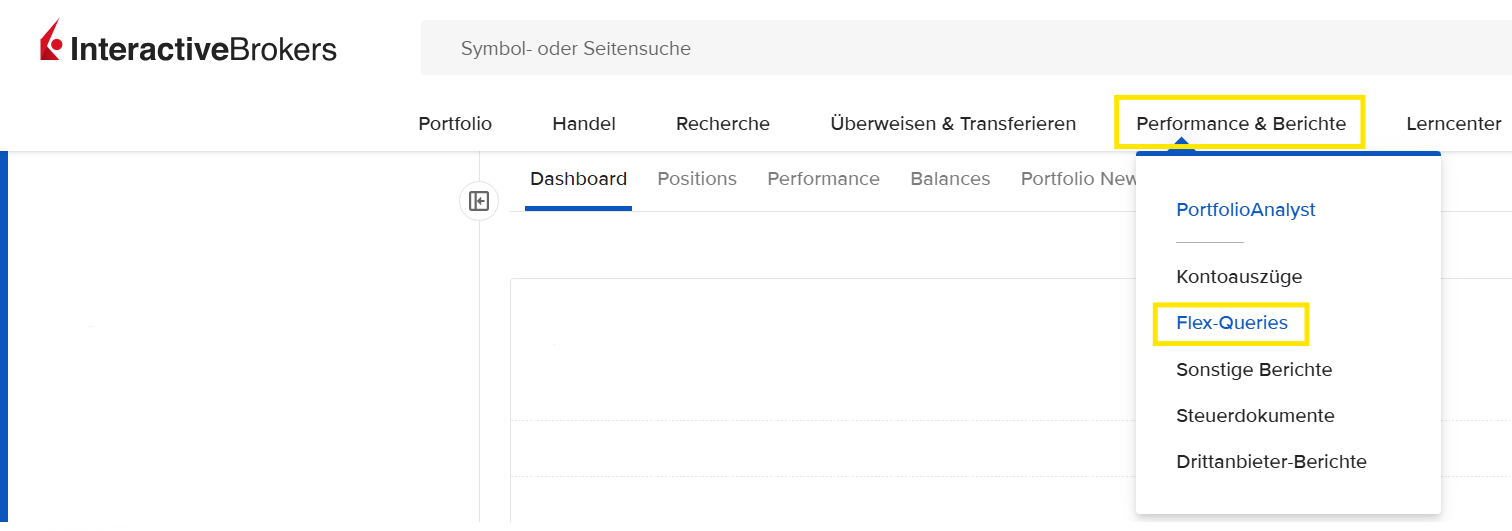 InteractiveBrokers
Symbol- oder Seitensuche
Portfolio Handel Recherche Überweisen & Transferieren Performance & Berichte Lerncenter
Dashboard Positions Performance Balances Portfolio New
PortfolioAnalyst
Kontoauszüge
Flex-Queries
Sonstige Berichte
Steuerdokumente
Drittanbieter-Berichte